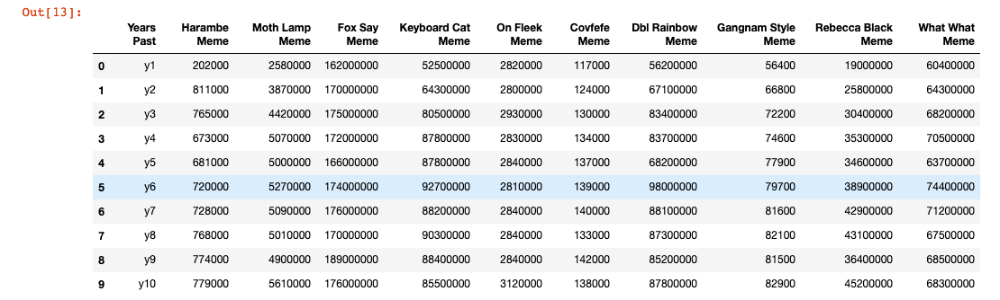 Out[13]:
Years Past Harambe Meme Moth Lamp Meme Fox Say Meme Keyboard Cat Meme On Fleek Meme Covfefe Meme Dbl Rainbow Meme Gangnam Style Meme Rebecca Black Meme What What Meme
0 y1 202000 2580000 162000000 52500000 2820000 117000 56200000 56400 19000000 60400000
1 y2 811000 3870000 170000000 64300000 2800000 124000 67100000 66800 25800000 64300000
2 y3 765000 4420000 175000000 80500000 2930000 130000 83400000 72200 30400000 68200000
3 y4 673000 5070000 172000000 87800000 2830000 134000 83700000 74600 35300000 70500000
4 y5 681000 5000000 166000000 87800000 2840000 137000 68200000 77900 34600000 63700000
5 y6 720000 5270000 174000000 92700000 2810000 139000 98000000 79700 38900000 74400000
6 y7 728000 5090000 176000000 88200000 2840000 140000 88100000 81600 42900000 71200000
7 y8 768000 5010000 170000000 90300000 2840000 133000 87300000 82100 43100000 67500000
8 y9 774000 4900000 189000000 88400000 2840000 142000 85200000 81500 36400000 68500000
9 y10 779000 5610000 176000000 85500000 3120000 138000 87800000 82900 45200000 68300000